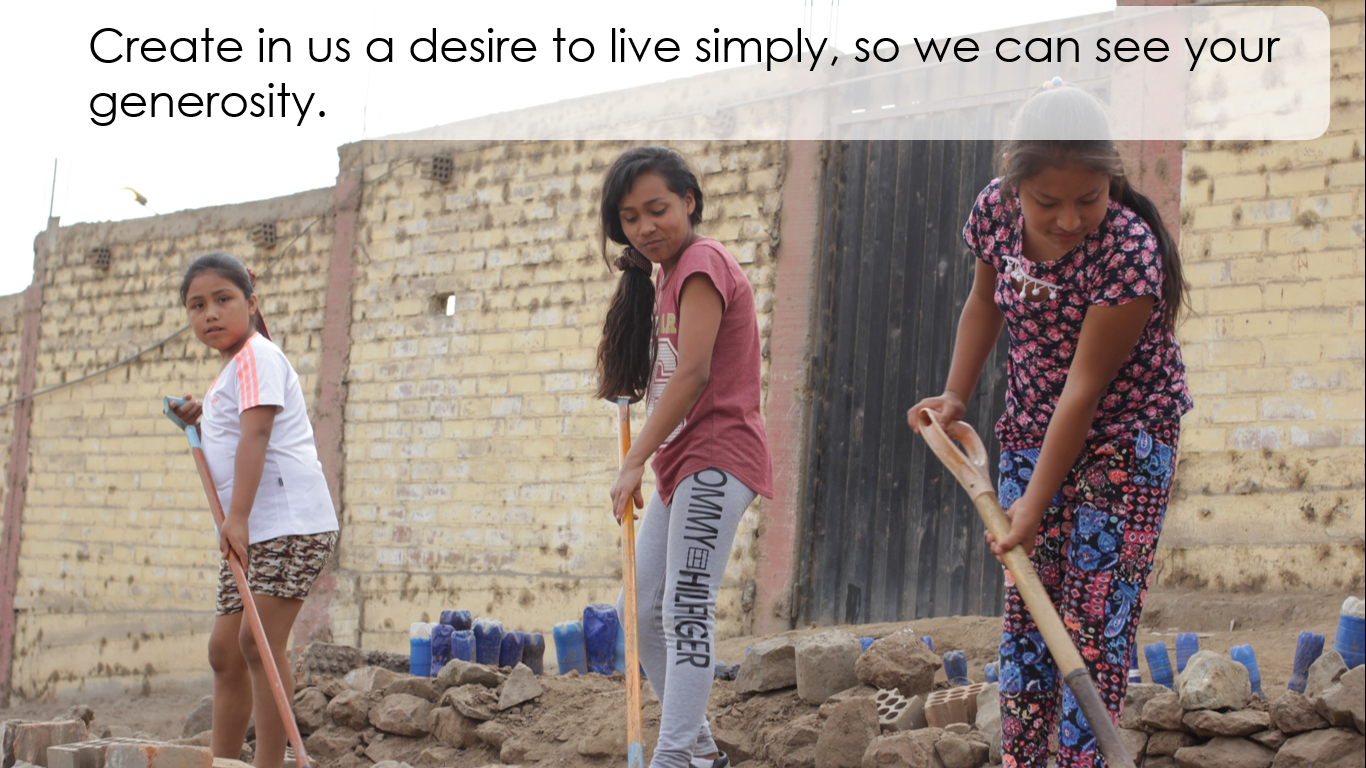 Create in us a desire to live simply, so we can see your
generosity.
OMMY HILFIGER